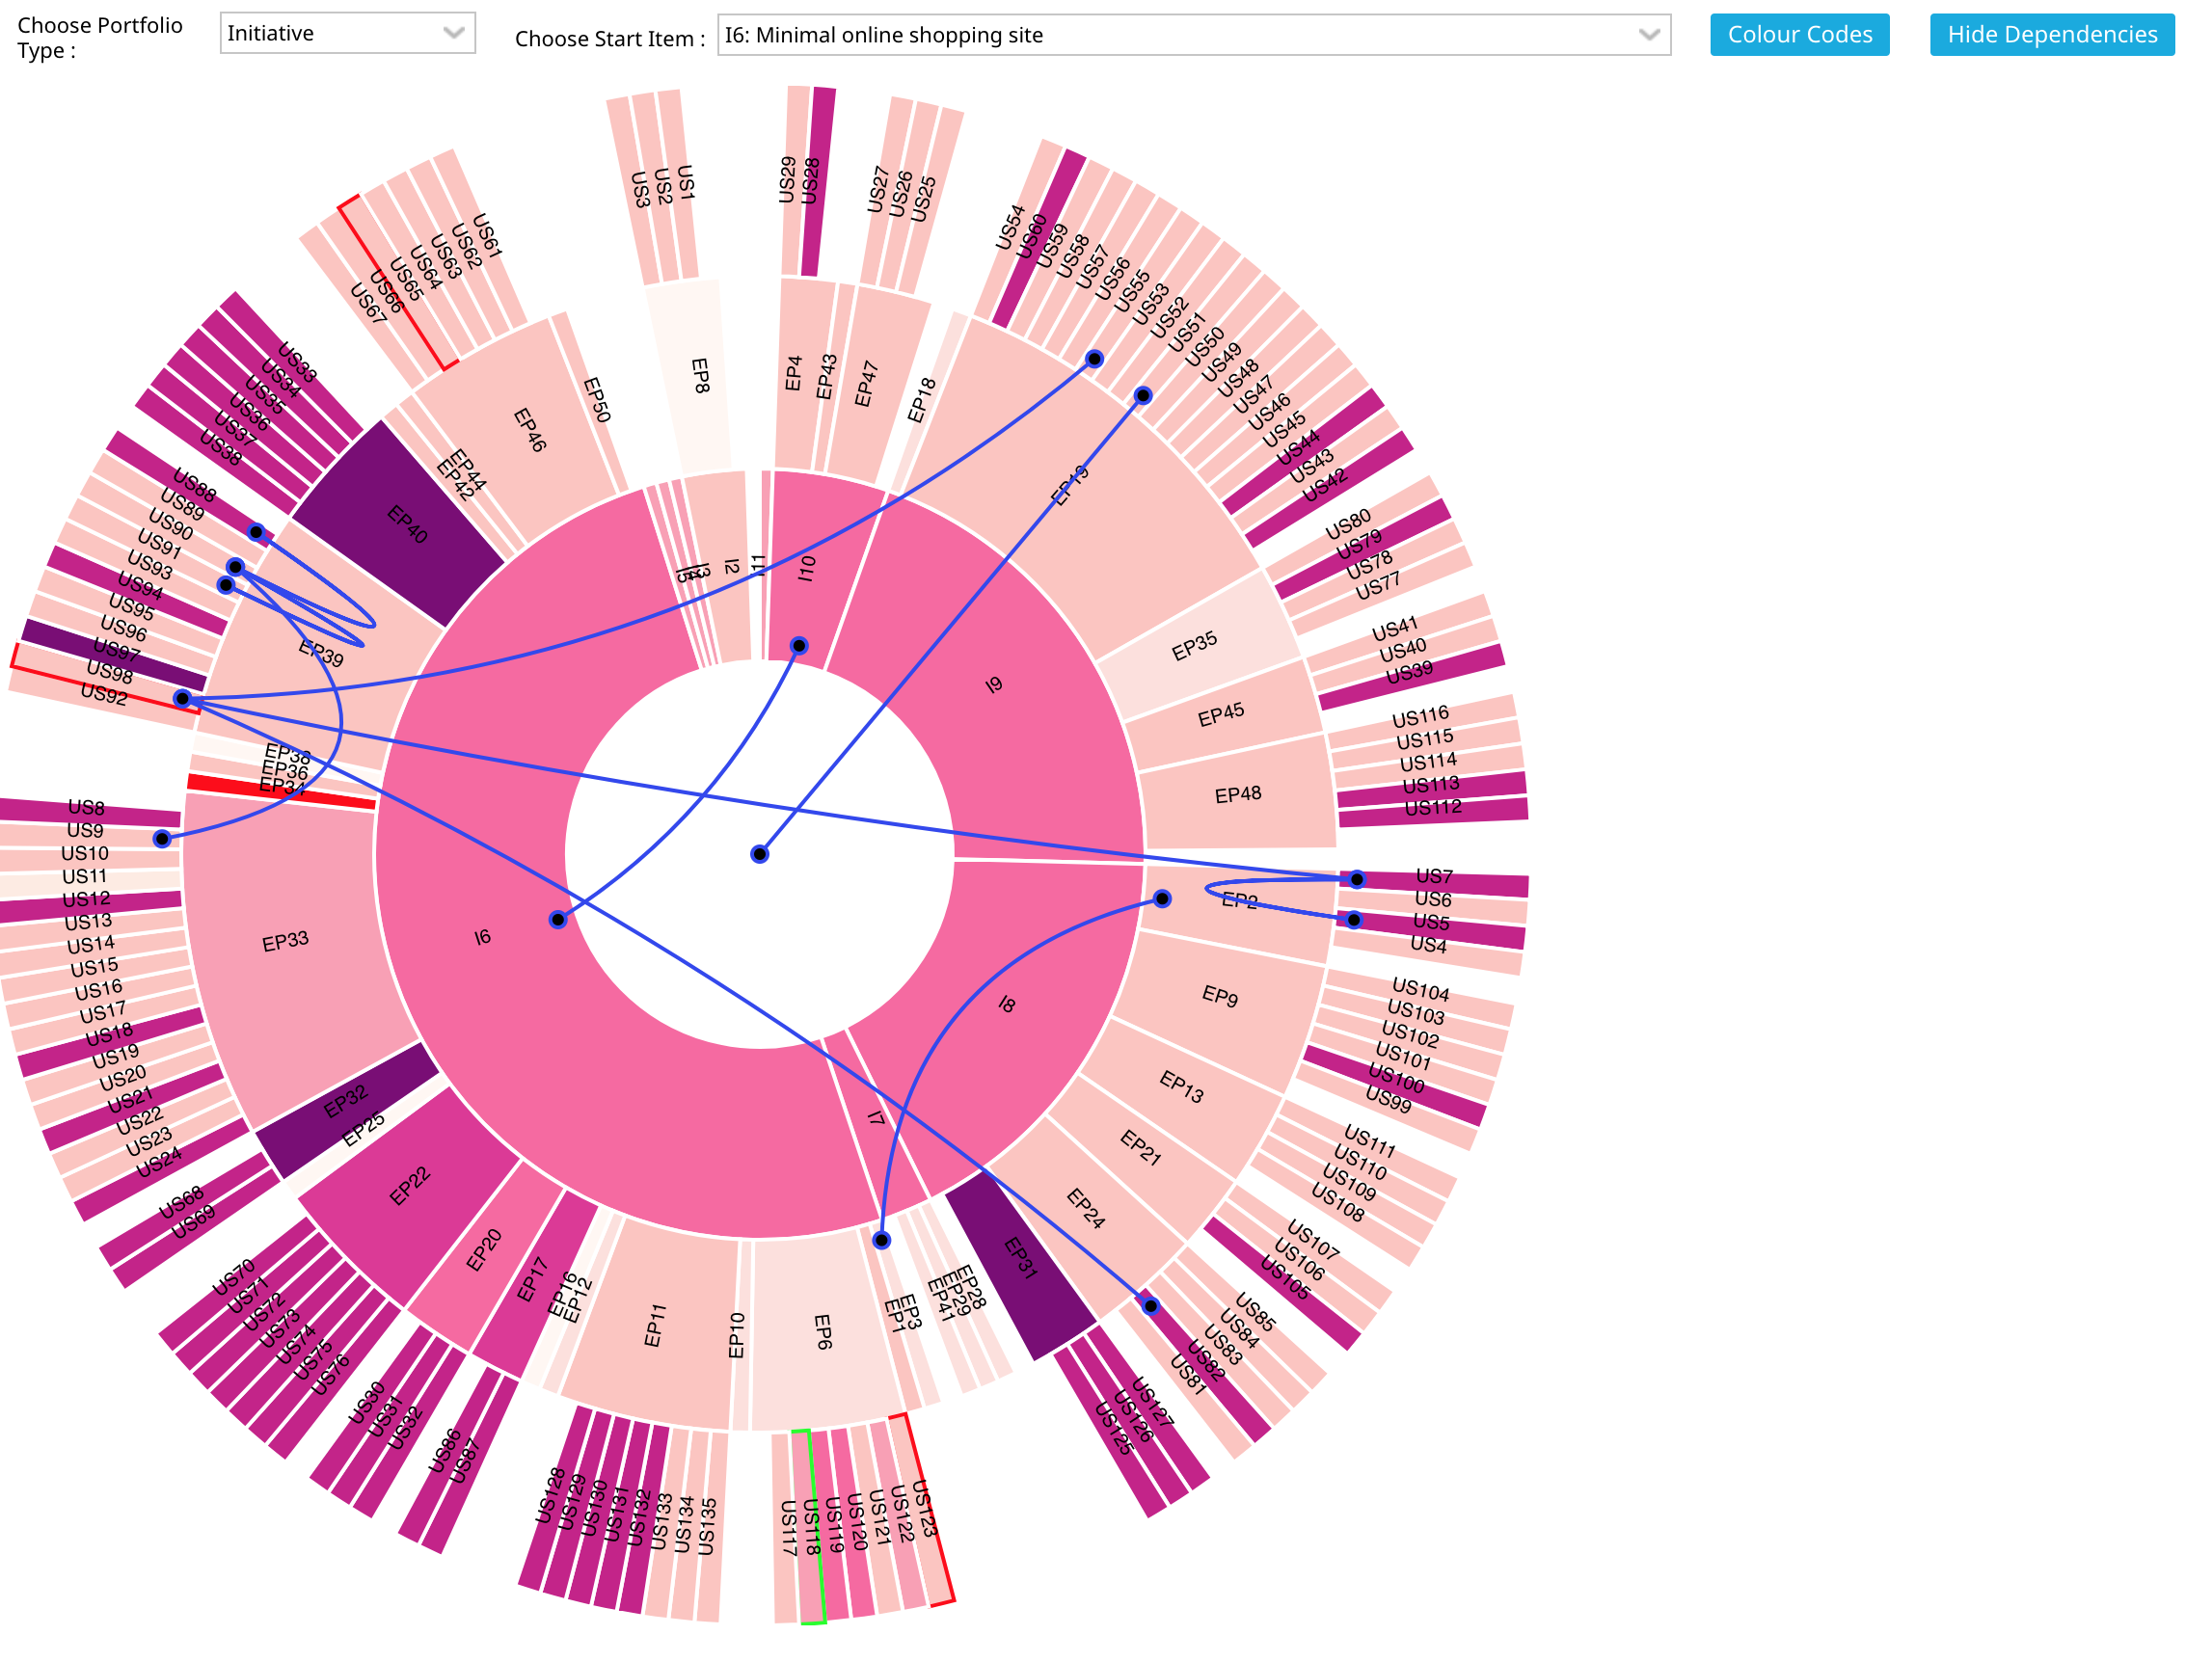 Choose Portfolio
Type :
Initiative
Choose Start Item :
I6: Minimal online shopping site
Colour Codes
Hide Dependencies
US3
US2
US1
US29
US28
US27
US26
US25
US54
US60
US59
US58
US57
US56
US55
US53
US52
US51
US50
US49
US48
US47
US46
US45
US44
US43
US42
US80
US79
US78
US77
US41
US40
US39
US116
US115
US114
US113
US112
US7
US6
US5
US4
US104
US103
US102
US101
US100
US99
US111
US110
US109
US108
US107
US106
US105
US85
US84
US83
US82
US81
US127
US126
US125
US123
US122
US121
US120
US119
US118
US117
US135
US134
US133
US132
US131
US130
US129
US128
US87
US86
US32
US31
US30
US76
US75
US74
US73
US72
US71
US70
US69
US68
US24
US23
US22
US21
US20
US19
US18
US17
US16
US15
US14
US13
US12
US11
US10
US9
US8
US92
US98
US97
US96
US95
US94
US93
US91
US90
US89
US88
US38
US37
US36
US35
US34
US33
US67
US66
US65
US64
US63
US62
US61
EP8
EP4
EP43
EP47
EP18
EP19
EP35
EP45
EP48
EP2
EP9
EP13
EP21
EP24
EP31
EP28
EP29
EP41
EP3
EP1
EP6
EP10
EP11
EP12
EP16
EP17
EP20
EP22
EP25
EP32
EP33
EP34
EP36
EP38
EP39
EP40
EP42
EP44
EP46
EP50
I5
I4
I3
I2
I1
I10
I9
I8
I7
I6